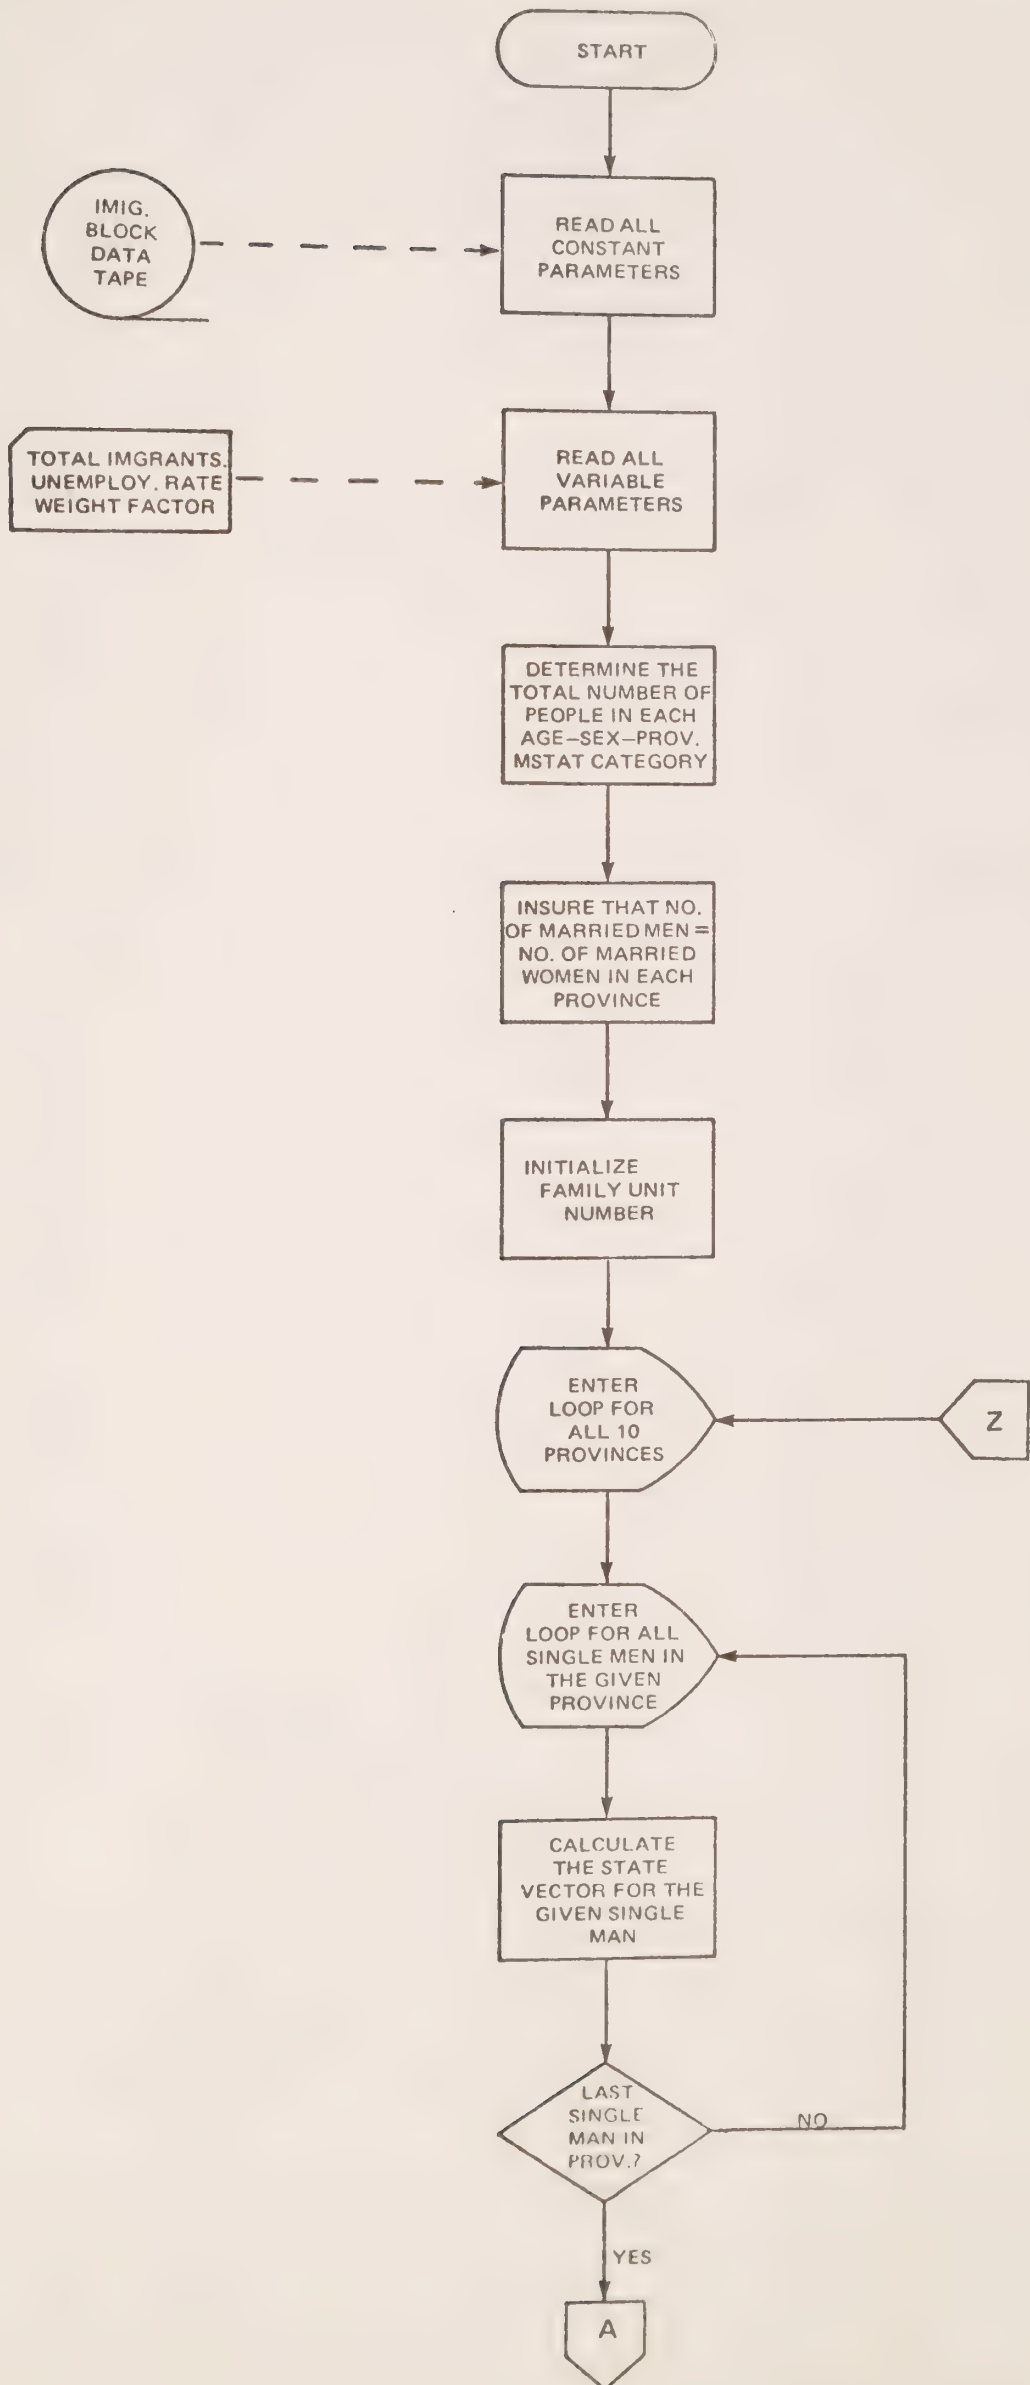 START
IMIG.
BLOCK
DATA
TAPE
READ ALL
CONSTANT
PARAMETERS
TOTAL IMGRANTS.
UNEMPLOY. RATE
WEIGHT FACTOR
READ ALL
VARIABLE
PARAMETERS
DETERMINE THE
TOTAL NUMBER OF
PEOPLE IN EACH
AGE–SEX–PROV.
MSTAT CATEGORY
INSURE THAT NO.
OF MARRIED MEN =
NO. OF MARRIED
WOMEN IN EACH
PROVINCE
INITIALIZE
FAMILY UNIT
NUMBER
ENTER
LOOP FOR
ALL 10
PROVINCES
Z
ENTER
LOOP FOR ALL
SINGLE MEN IN
THE GIVEN
PROVINCE
CALCULATE
THE STATE
VECTOR FOR THE
GIVEN SINGLE
MAN
LAST
SINGLE
MAN IN
PROV.?
NO
YES
A